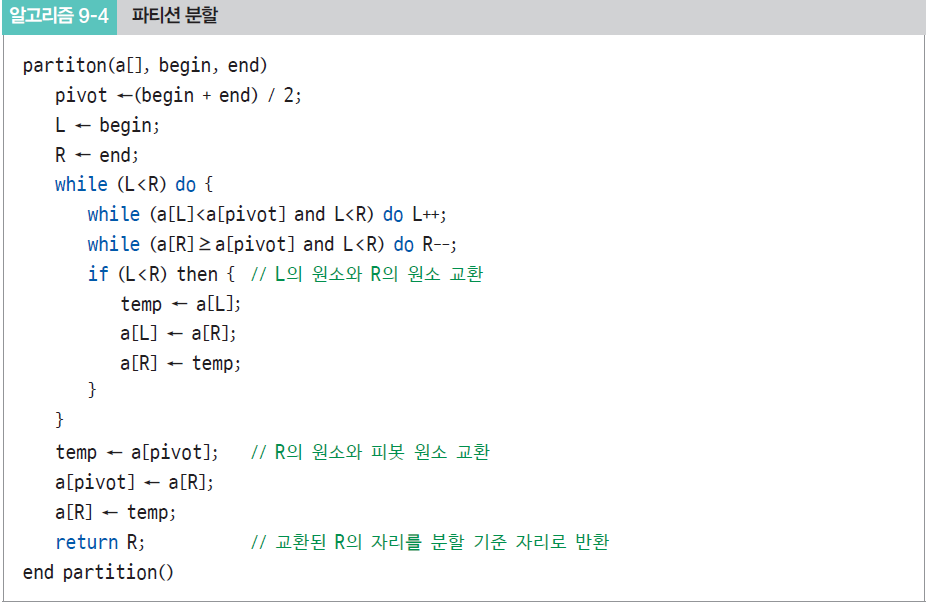 알고리즘 9-4 파티션 분할
partiton(a[], begin, end)
pivot ←(begin + end) / 2;
L ← begin;
R ← end;
while (L<R) do {
while (a[L]<a[pivot] and L<R) do L++;
while (a[R]≥a[pivot] and L<R) do R--;
if (L<R) then { // L의 원소와 R의 원소 교환
temp ← a[L];
a[L] ← a[R];
a[R] ← temp;
}
}
temp ← a[pivot]; // R의 원소와 피봇 원소 교환
a[pivot] ← a[R];
a[R] ← temp;
return R; // 교환된 R의 자리를 분할 기준 자리로 반환
end partition()